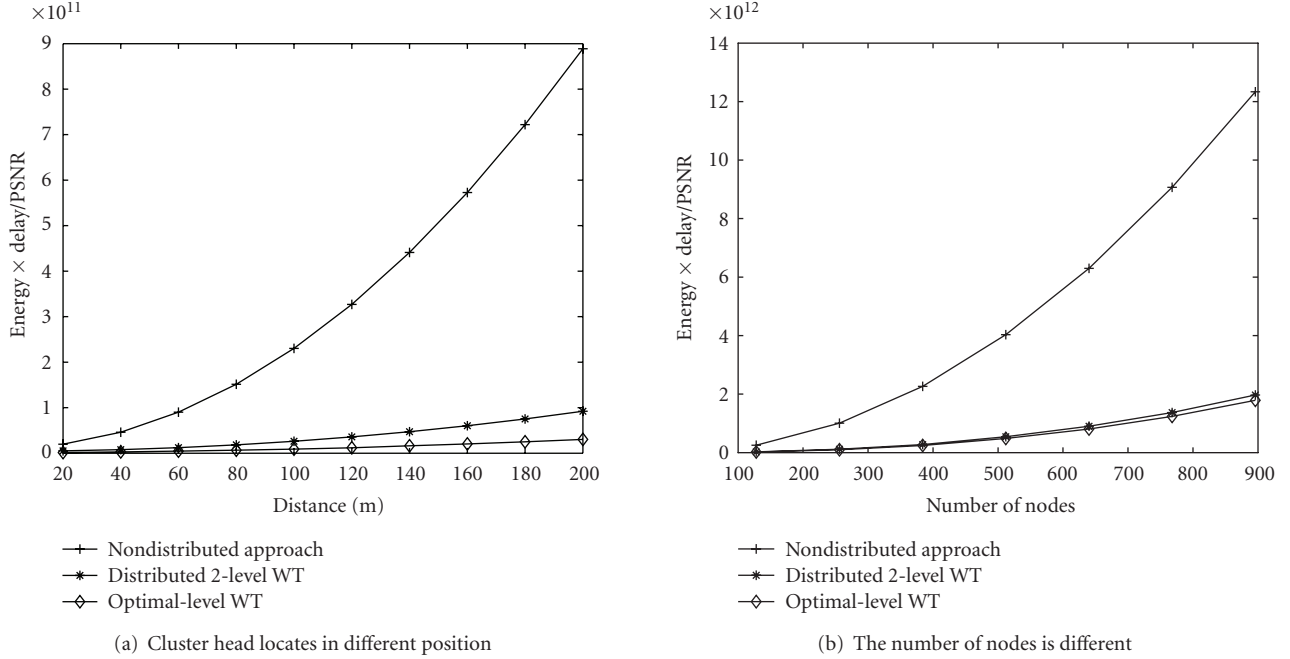 ×10¹¹
9
8
7
6
5
4
3
2
1
0
Energy × delay/PSNR
20 40 60 80 100 120 140 160 180 200
Distance (m)
Nondistributed approach
Distributed 2-level WT
Optimal-level WT
(a) Cluster head locates in different position
×10¹²
14
12
10
8
6
4
2
0
Energy × delay/PSNR
100 200 300 400 500 600 700 800 900
Number of nodes
Nondistributed approach
Distributed 2-level WT
Optimal-level WT
(b) The number of nodes is different